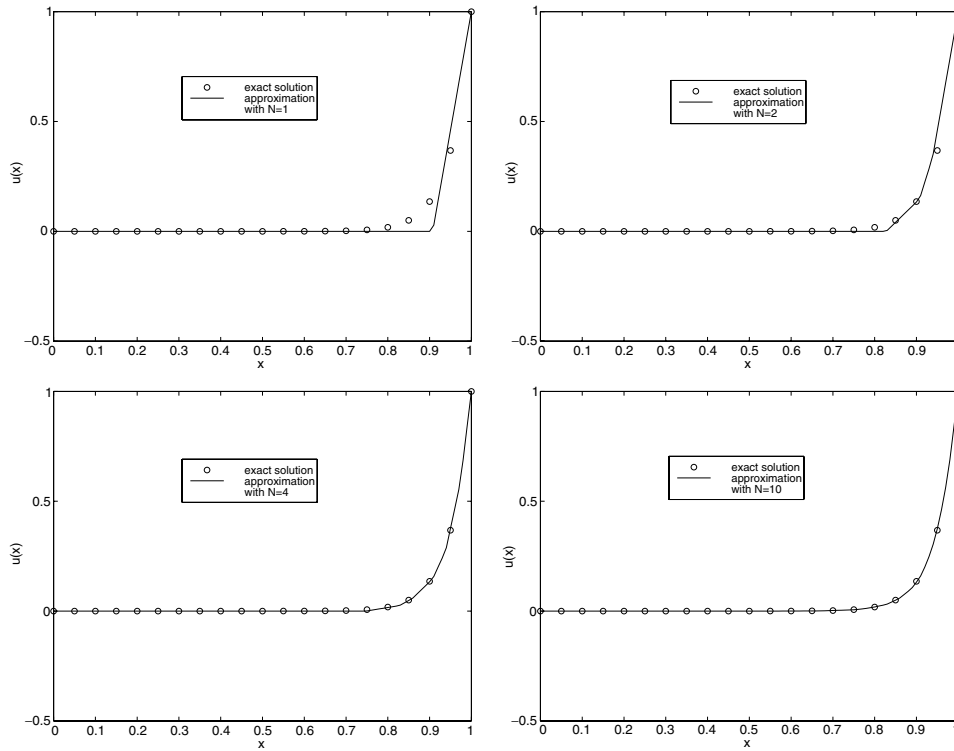 1
exact solution
approximation
with N=1
0.5
u(x)
0
−0.5
0 0.1 0.2 0.3 0.4 0.5 0.6 0.7 0.8 0.9 1
x
1
exact solution
approximation
with N=2
0.5
u(x)
0
−0.5
0 0.1 0.2 0.3 0.4 0.5 0.6 0.7 0.8 0.9
x
1
exact solution
approximation
with N=4
0.5
u(x)
0
−0.5
0 0.1 0.2 0.3 0.4 0.5 0.6 0.7 0.8 0.9 1
x
1
exact solution
approximation
with N=10
0.5
u(x)
0
−0.5
0 0.1 0.2 0.3 0.4 0.5 0.6 0.7 0.8 0.9
x